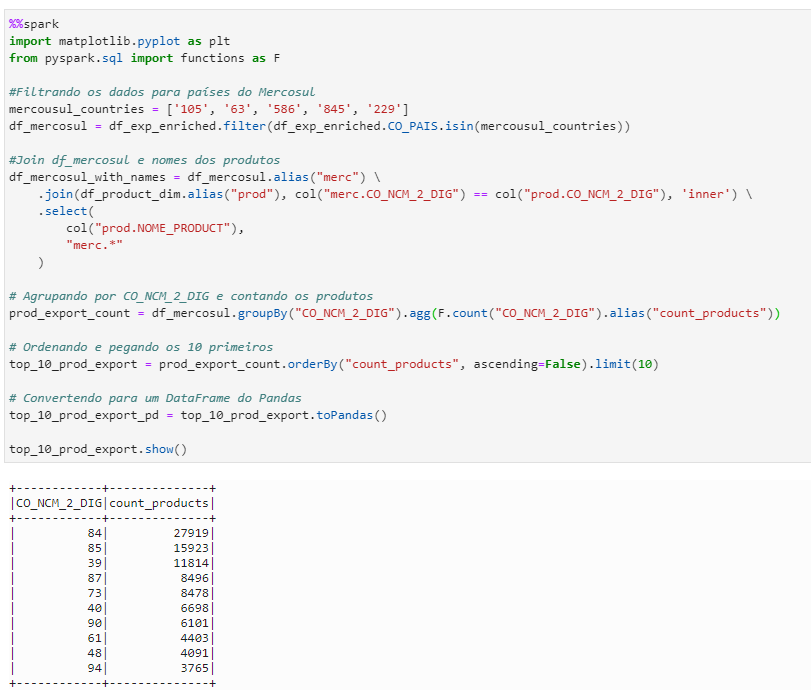 %%spark
import matplotlib.pyplot as plt
from pyspark.sql import functions as F

#Filtrando os dados para países do Mercosul
mercousul_countries = ['105', '63', '586', '845', '229']
df_mercosul = df_exp_enriched.filter(df_exp_enriched.CO_PAIS.isin(mercousul_countries))

#Join df_mercosul e nomes dos produtos
df_mercosul_with_names = df_mercosul.alias("merc") \
    .join(df_product_dim.alias("prod"), col("merc.CO_NCM_2_DIG") == col("prod.CO_NCM_2_DIG"), 'inner') \
    .select(
        col("prod.NOME_PRODUCT"),
        "merc.*"
    )

# Agrupando por CO_NCM_2_DIG e contando os produtos
prod_export_count = df_mercosul.groupBy("CO_NCM_2_DIG").agg(F.count("CO_NCM_2_DIG").alias("count_products"))

# Ordenando e pegando os 10 primeiros
top_10_prod_export = prod_export_count.orderBy("count_products", ascending=False).limit(10)

# Convertendo para um DataFrame do Pandas
top_10_prod_export_pd = top_10_prod_export.toPandas()

top_10_prod_export.show()

+------------+--------------+
|CO_NCM_2_DIG|count_products|
+------------+--------------+
|          84|         27919|
|          85|         15923|
|          39|         11814|
|          87|          8496|
|          73|          8478|
|          40|          6698|
|          90|          6101|
|          61|          4403|
|          48|          4091|
|          94|          3765|
+------------+--------------+